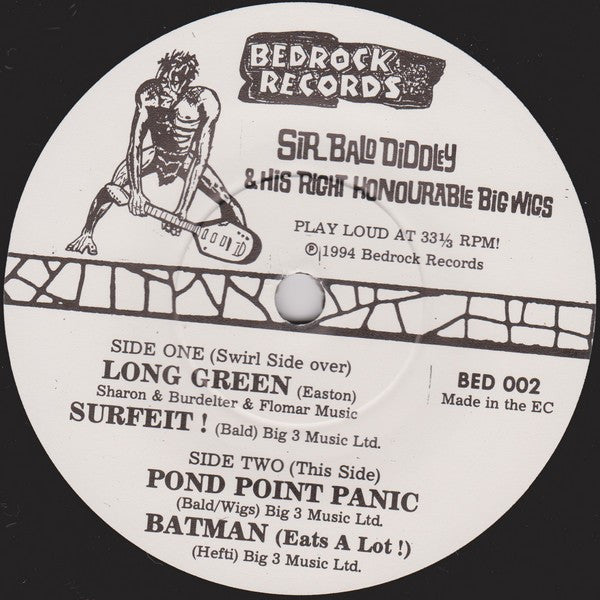 BEDROCK
RECORDS
SIR BALD DIDDLEY
& HIS RIGHT HONOURABLE BIG WIGS
PLAY LOUD AT 33⅓ RPM!
℗1994 Bedrock Records
SIDE ONE (Swirl Side over)
LONG GREEN (Easton)
Sharon & Burdelter & Flomar Music
SURFEIT! (Bald) Big 3 Music Ltd.
BED 002
Made in the EC
SIDE TWO (This Side)
POND POINT PANIC
(Bald/Wigs) Big 3 Music Ltd.
BATMAN (Eats A Lot!)
(Hefti) Big 3 Music Ltd.